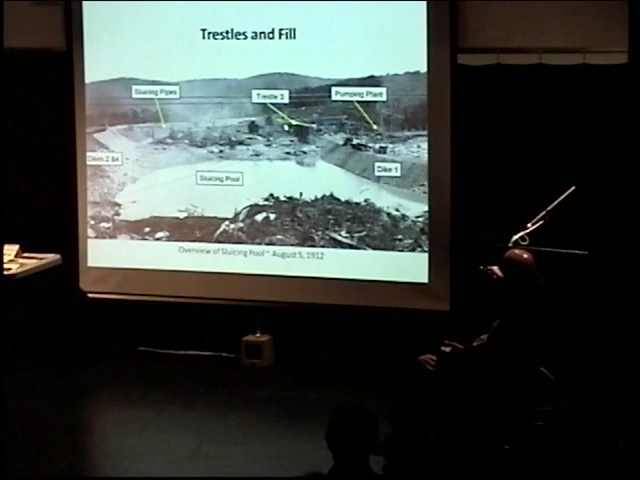 Trestles and Fill
Sluicing Pipes
Trestle 3
Pumping Plant
Dikes 2 &4
Dike 1
Sluicing Pool
Overview of Sluicing Pool ~ August 5, 1912